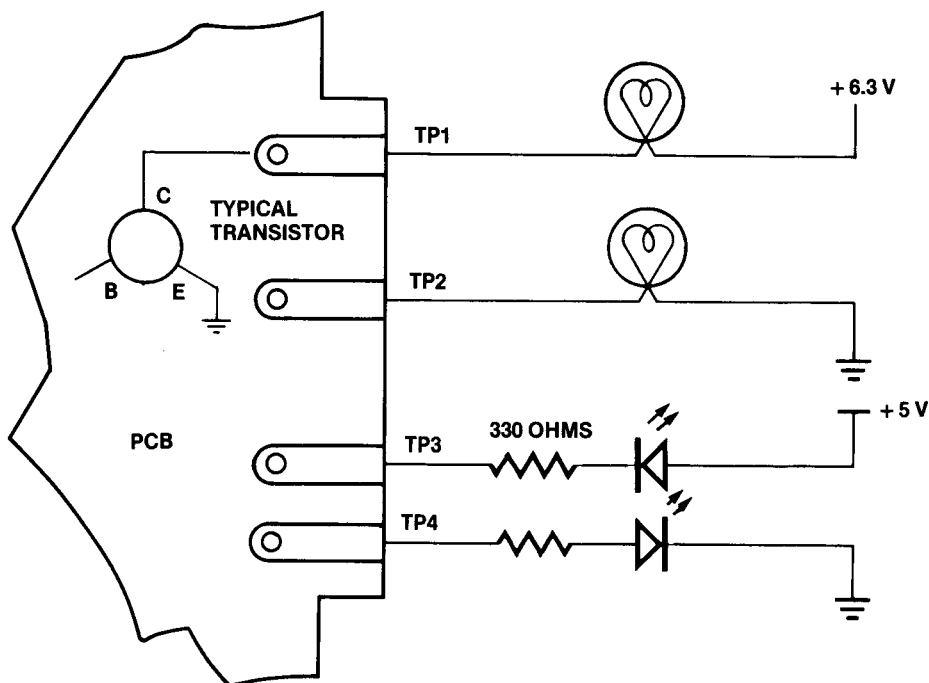 TP1
+ 6.3 V
C
TYPICAL
TRANSISTOR
B
E
TP2
+ 5 V
PCB
TP3
330 OHMS
TP4